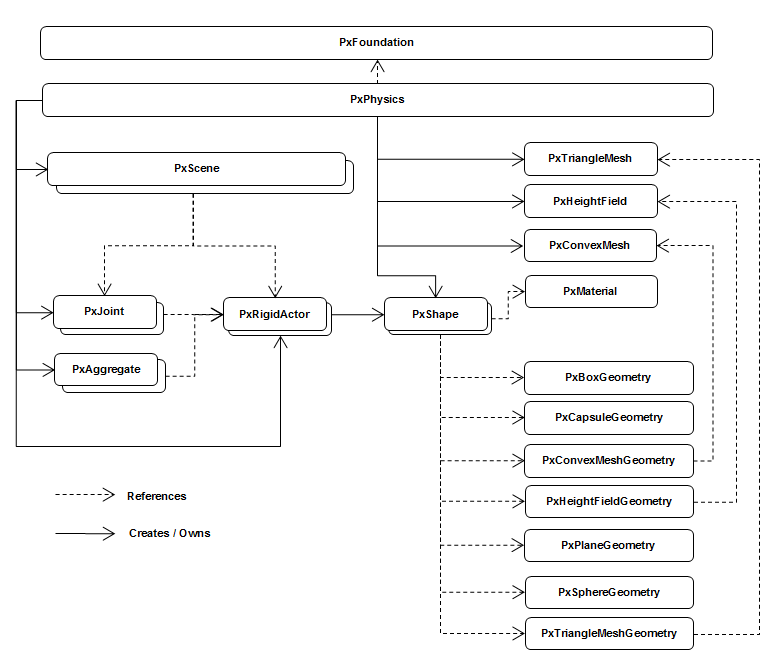 PxFoundation
PxPhysics
PxScene
PxTriangleMesh
PxHeightField
PxConvexMesh
PxMaterial
PxJoint
PxRigidActor
PxShape
PxAggregate
PxBoxGeometry
PxCapsuleGeometry
PxConvexMeshGeometry
PxHeightFieldGeometry
PxPlaneGeometry
PxSphereGeometry
PxTriangleMeshGeometry
References
Creates / Owns